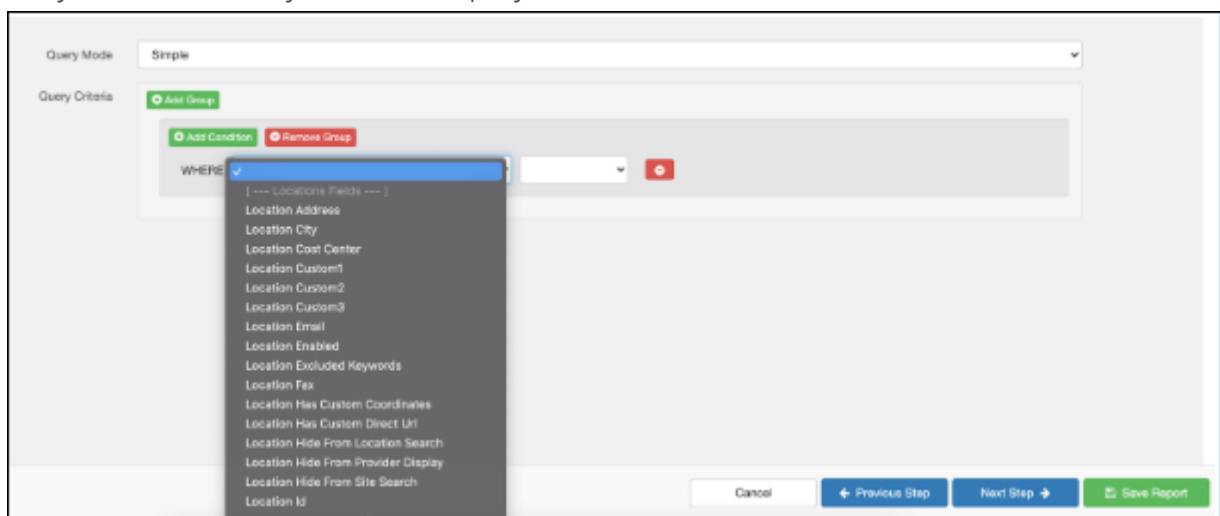 Query Mode
Simple
Query Criteria
Add Group
Add Condition
Remove Group
WHERE
[ --- Locations Fields --- ]
Location Address
Location City
Location Cost Center
Location Custom1
Location Custom2
Location Custom3
Location Email
Location Enabled
Location Excluded Keywords
Location Fax
Location Has Custom Coordinates
Location Has Custom Direct Url
Location Hide From Location Search
Location Hide From Provider Display
Location Hide From Site Search
Location Id
Cancel
Previous Step
Next Step
Save Report